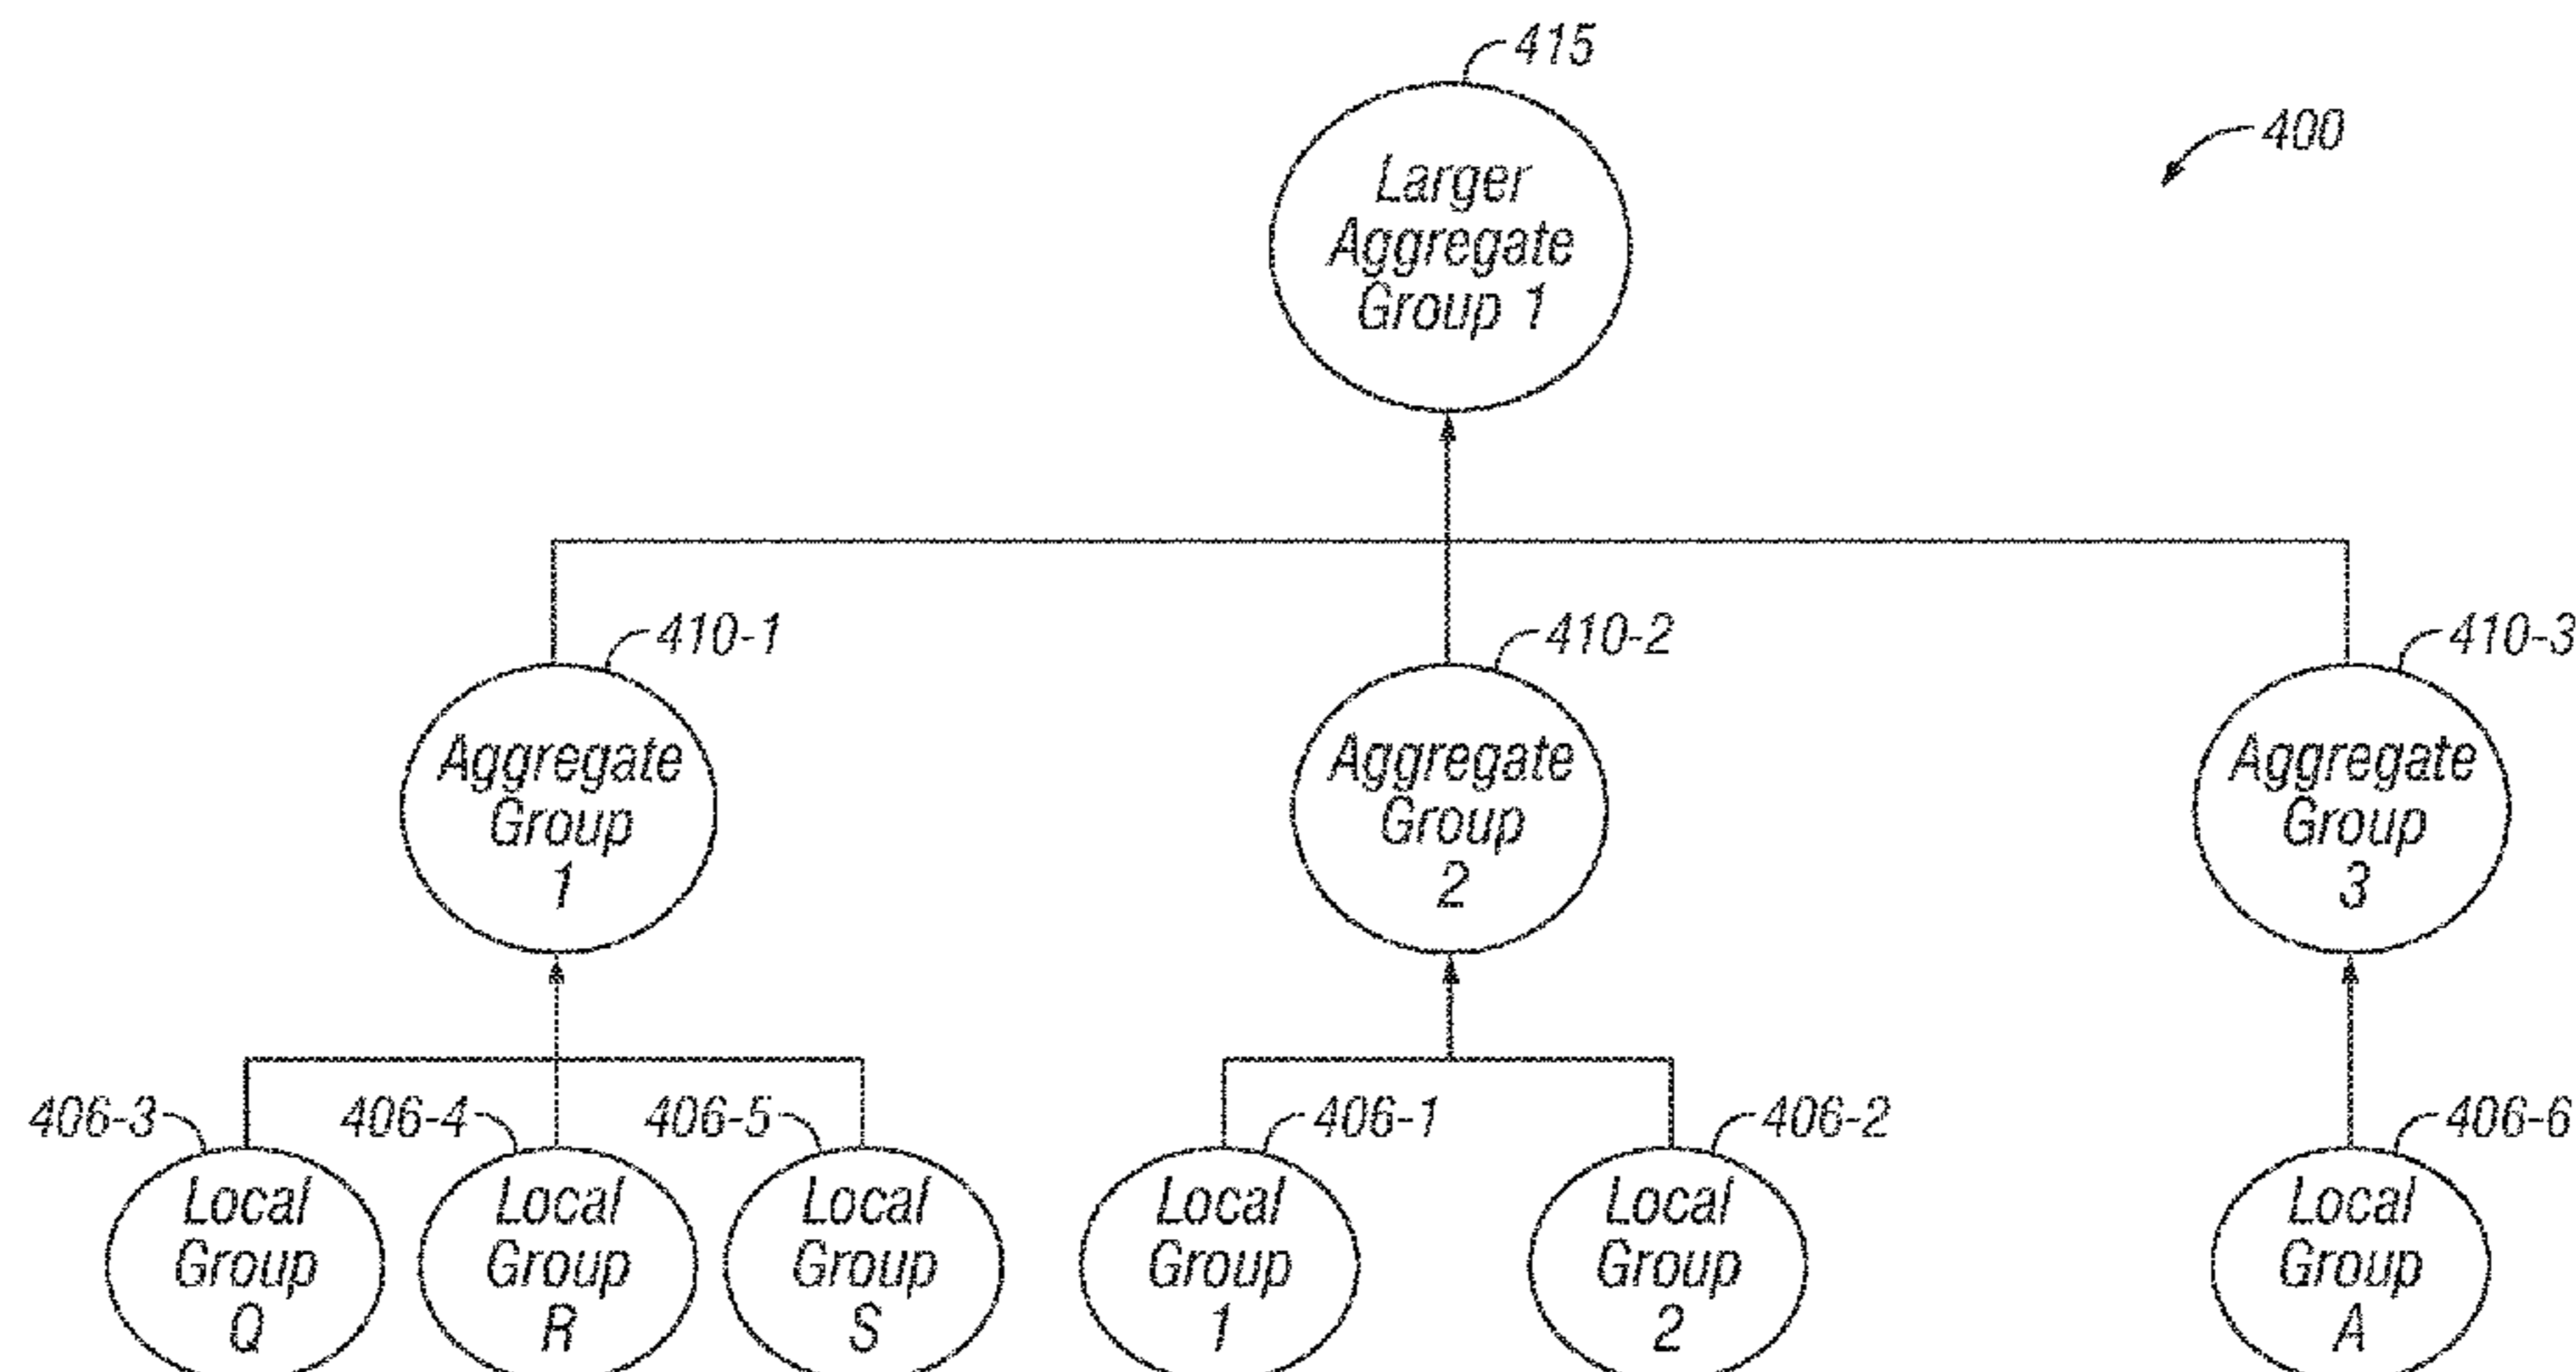 415
400
Larger
Aggregate
Group 1
410-1
410-2
410-3
Aggregate
Group
1
Aggregate
Group
2
Aggregate
Group
3
406-3
406-4
406-5
406-1
406-2
406-6
Local
Group
Q
Local
Group
R
Local
Group
S
Local
Group
1
Local
Group
2
Local
Group
A